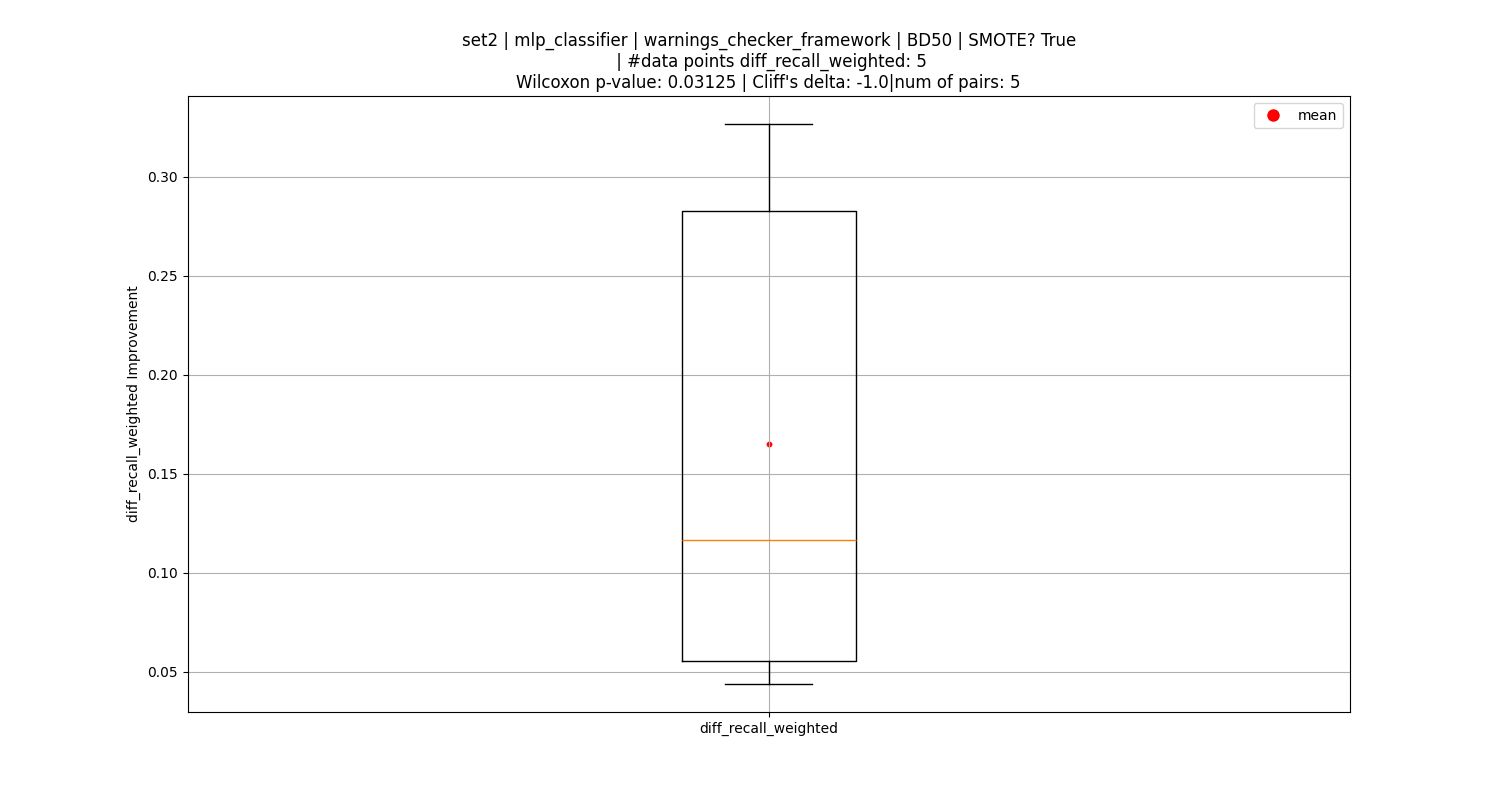 set2 | mlp_classifier | warnings_checker_framework | BD50 | SMOTE? True
| #data points diff_recall_weighted: 5
Wilcoxon p-value: 0.03125 | Cliff's delta: -1.0|num of pairs: 5
mean
0.30
0.25
0.20
0.15
0.10
0.05
diff_recall_weighted Improvement
diff_recall_weighted